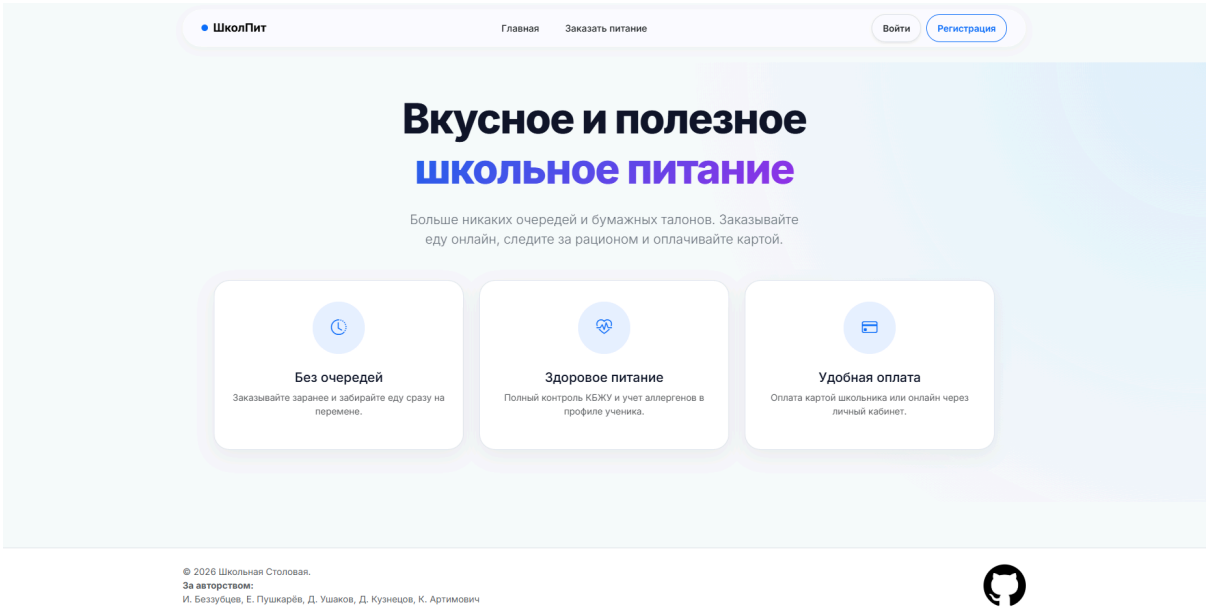 ШколПит
Главная
Заказать питание
Войти
Регистрация
Вкусное и полезное
школьное питание
Больше никаких очередей и бумажных талонов. Заказывайте
еду онлайн, следите за рационом и оплачивайте картой.
Без очередей
Заказывайте заранее и забирайте еду сразу на
перемене.
Здоровое питание
Полный контроль КБЖУ и учет аллергенов в
профиле ученика.
Удобная оплата
Оплата картой школьника или онлайн через
личный кабинет.
© 2026 Школьная Столовая.
За авторством:
И. Беззубцев, Е. Пушкарёв, Д. Ушаков, Д. Кузнецов, К. Артимович